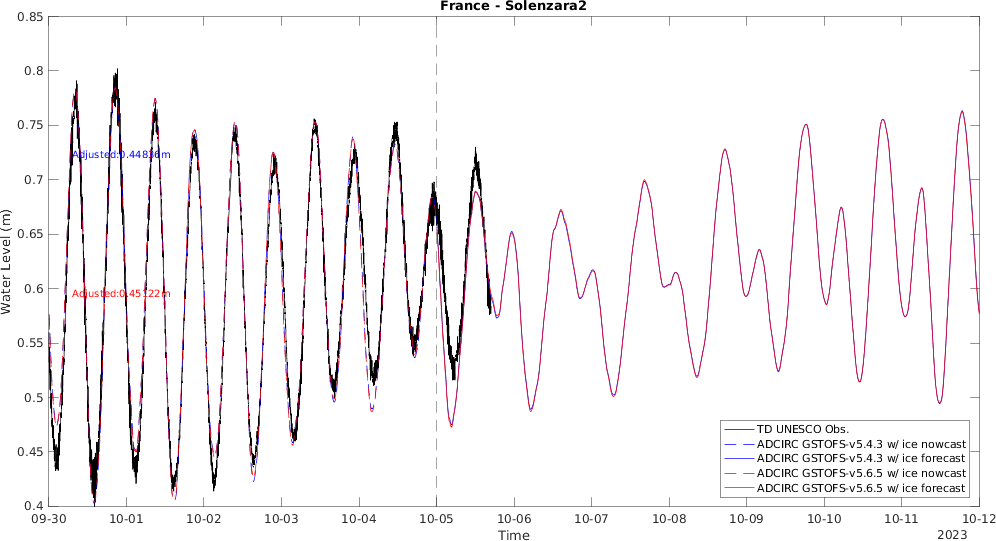 France - Solenzara2
0.85
0.8
0.75
0.7
0.65
0.6
0.55
0.5
0.45
0.4
Water Level (m)
Adjusted:0.44836m
Adjusted:0.45122m
TD UNESCO Obs.
ADCIRC GSTOFS-v5.4.3 w/ ice nowcast
ADCIRC GSTOFS-v5.4.3 w/ ice forecast
ADCIRC GSTOFS-v5.6.5 w/ ice nowcast
ADCIRC GSTOFS-v5.6.5 w/ ice forecast
09-30 10-01 10-02 10-03 10-04 10-05 10-06 10-07 10-08 10-09 10-10 10-11 10-12
Time
2023